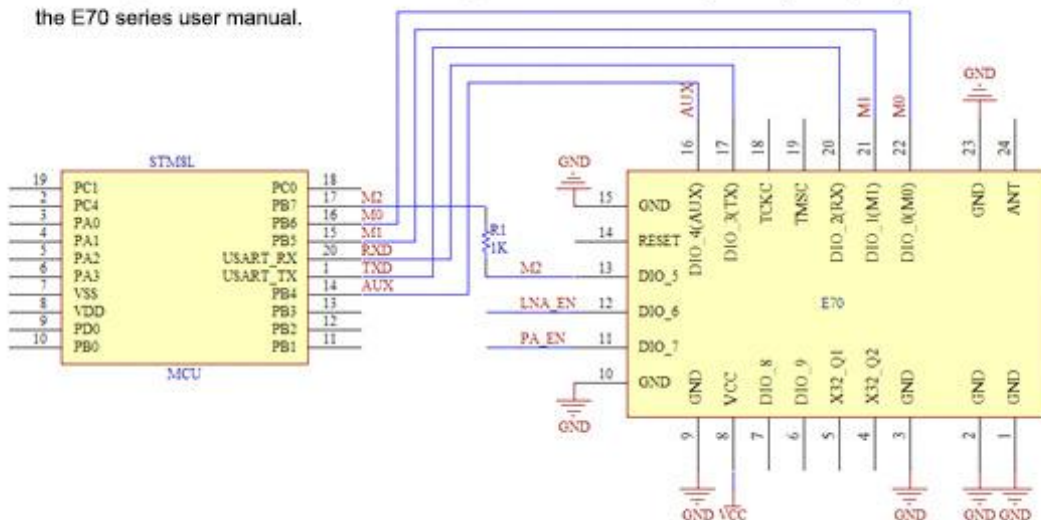 the E70 series user manual.
STM8L
19 PC1
2 PC4
3 PA0
4 PA1
5 PA2
6 PA3
7 VSS
8 VDD
9 PD0
10 PB0
PC0 18
PB7 17 M2
PB6 16 M0
PB5 15 M1
USART_RX 20 RXD
USART_TX 1 TXD
PB4 14 AUX
PB3 13
PB2 12
PB1 11
MCU
R1
1K
M2
LNA_EN
PA_EN
AUX
M1
M0
GND
GND
16 DIO_4(AUX)
17 DIO_3(TX)
18 TCKC
19 TMSC
20 DIO_2(RX)
21 DIO_1(M1)
22 DIO_0(M0)
23 GND
24 ANT
15 GND
14 RESET
13 DIO_5
12 DIO_6
11 DIO_7
10 GND
E70
GND
9 GND
8 VCC
7 DIO_8
6 DIO_9
5 X32_Q1
4 X32_Q2
3 GND
2 GND
1 GND
GND
VCC
GND
GND
GND